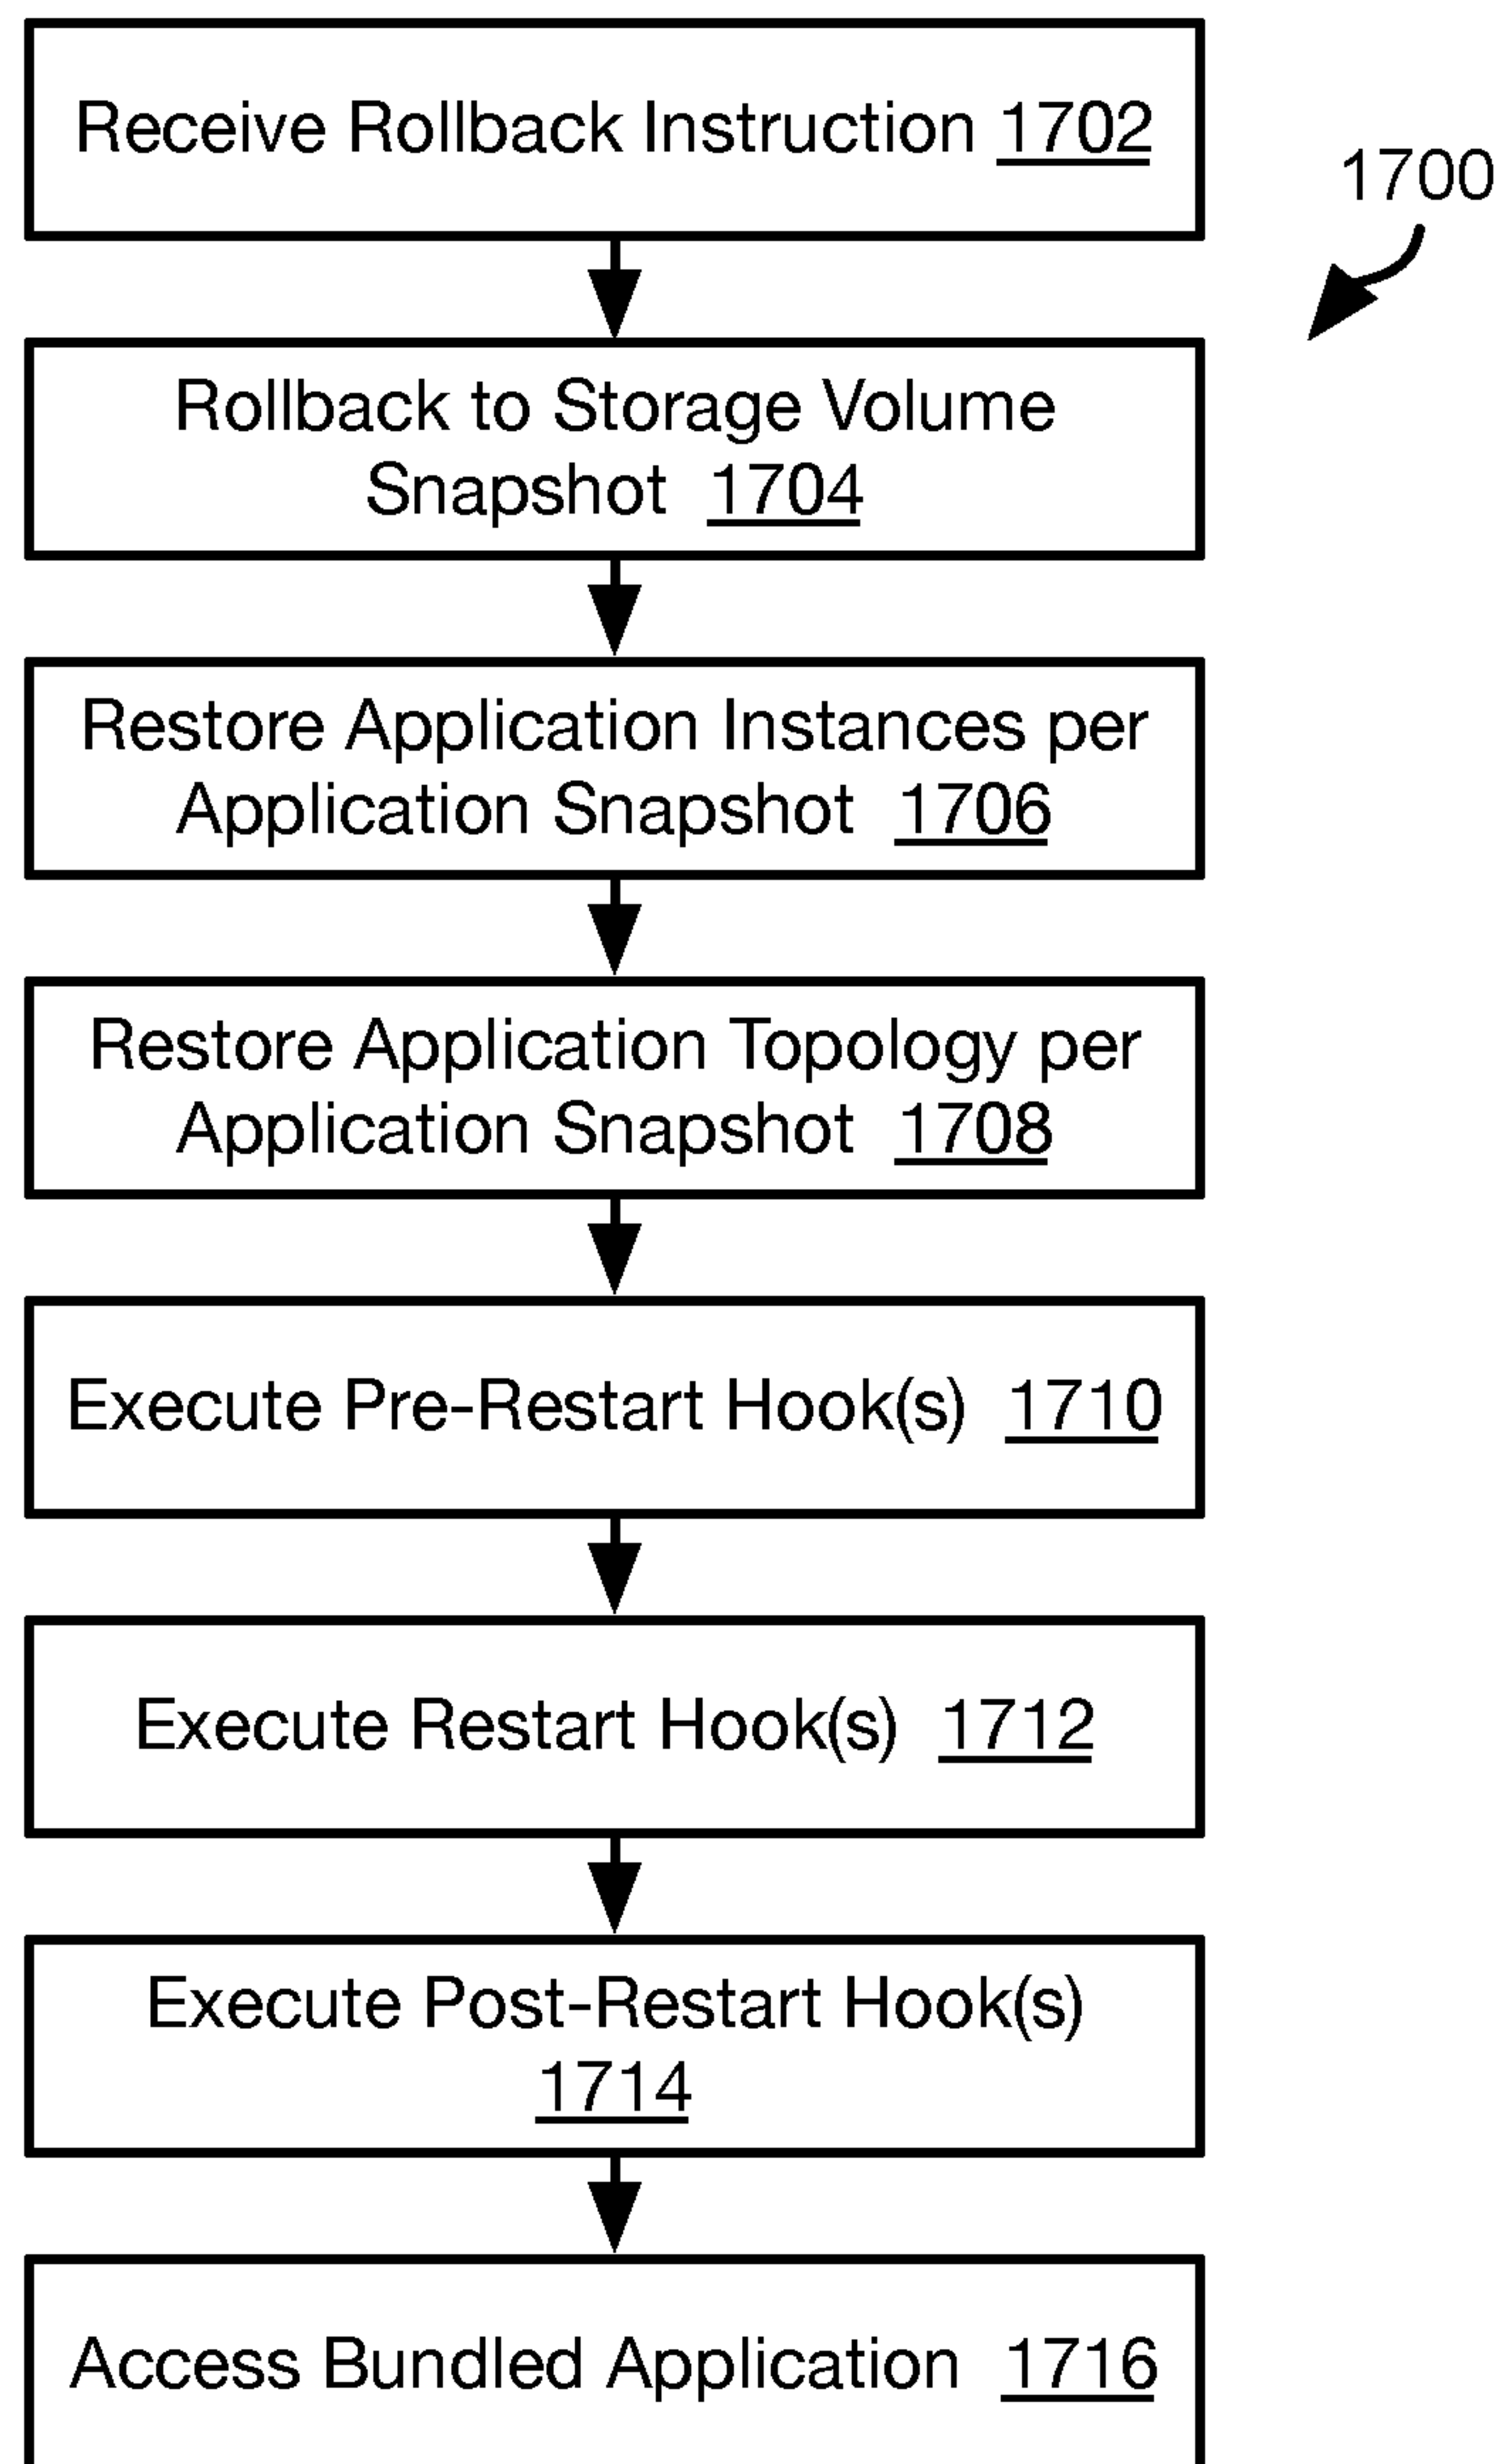 Receive Rollback Instruction 1702
1700
Rollback to Storage Volume
Snapshot 1704
Restore Application Instances per
Application Snapshot 1706
Restore Application Topology per
Application Snapshot 1708
Execute Pre-Restart Hook(s) 1710
Execute Restart Hook(s) 1712
Execute Post-Restart Hook(s)
1714
Access Bundled Application 1716